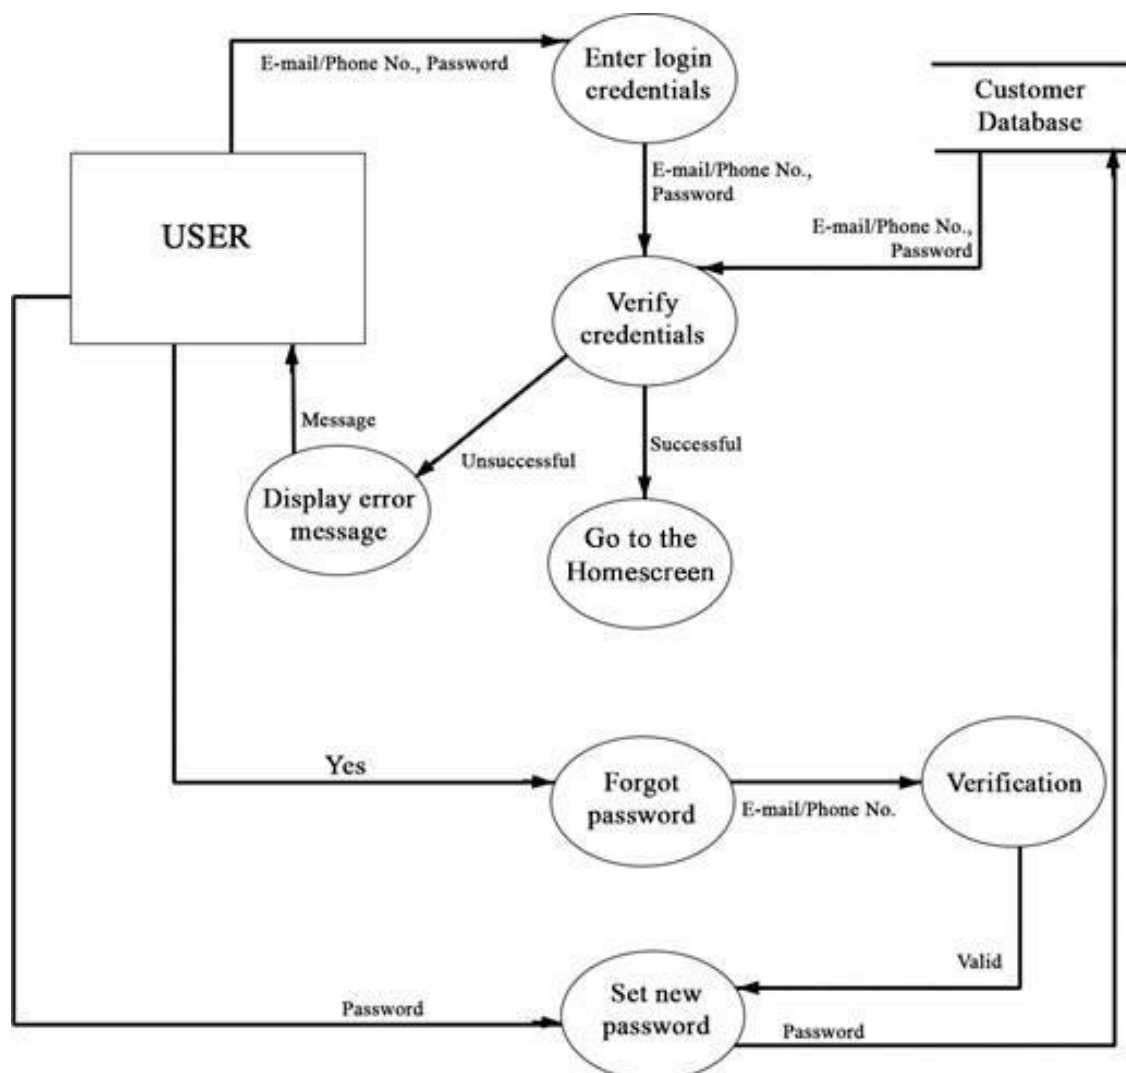 E-mail/Phone No., Password
Enter login
credentials
Customer
Database
E-mail/Phone No.,
Password
E-mail/Phone No.,
Password
USER
Verify
credentials
Message
Unsuccessful
Successful
Display error
message
Go to the
Homescreen
Yes
Forgot
password
E-mail/Phone No.
Verification
Valid
Password
Set new
password
Password